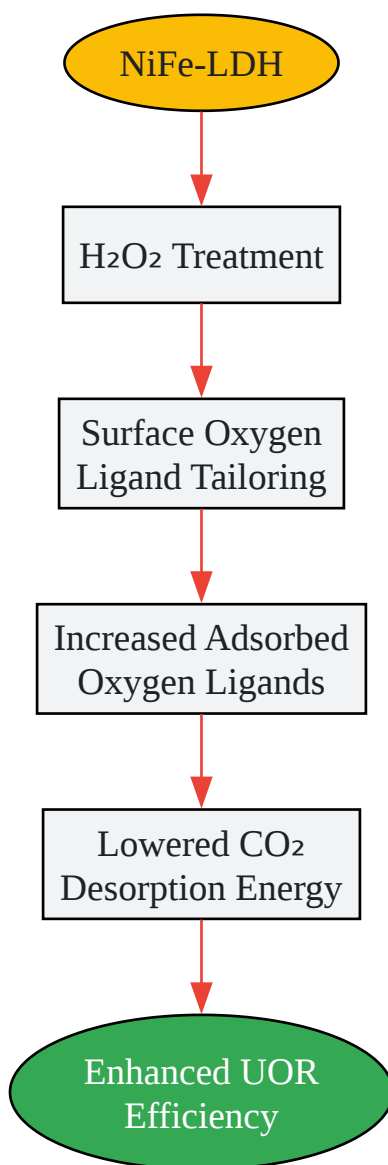 NiFe-LDH
H₂O₂ Treatment
Surface Oxygen
Ligand Tailoring
Increased Adsorbed
Oxygen Ligands
Lowered CO₂
Desorption Energy
Enhanced UOR
Efficiency